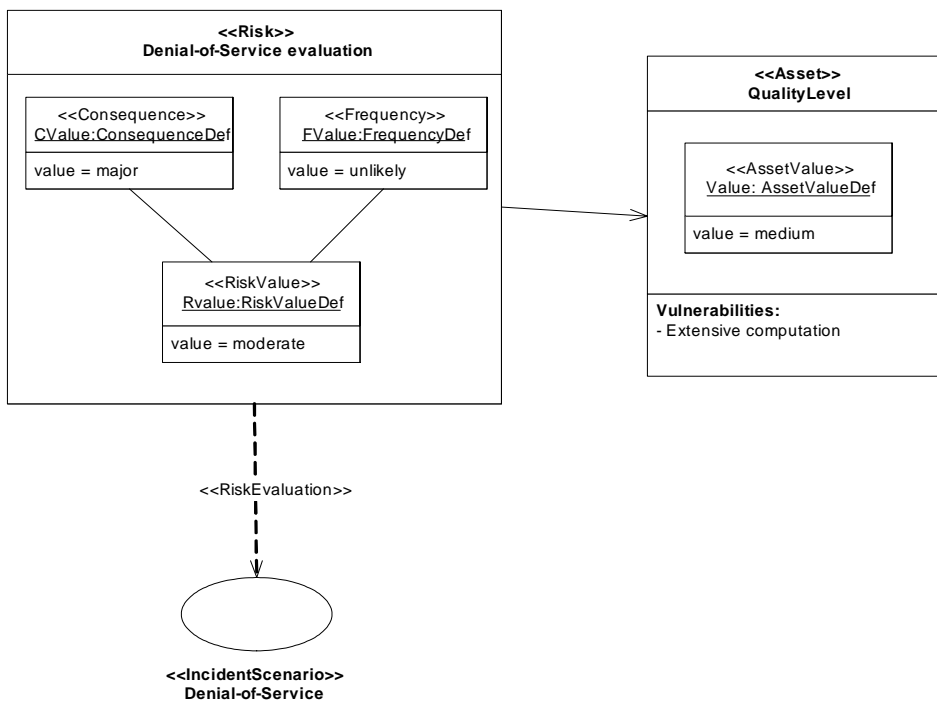 <<Risk>>
Denial-of-Service evaluation
<<Consequence>>
CValue:ConsequenceDef
value = major
<<Frequency>>
FValue:FrequencyDef
value = unlikely
<<RiskValue>>
Rvalue:RiskValueDef
value = moderate
<<Asset>>
QualityLevel
<<AssetValue>>
Value: AssetValueDef
value = medium
Vulnerabilities:
- Extensive computation
<<RiskEvaluation>>
<<IncidentScenario>>
Denial-of-Service